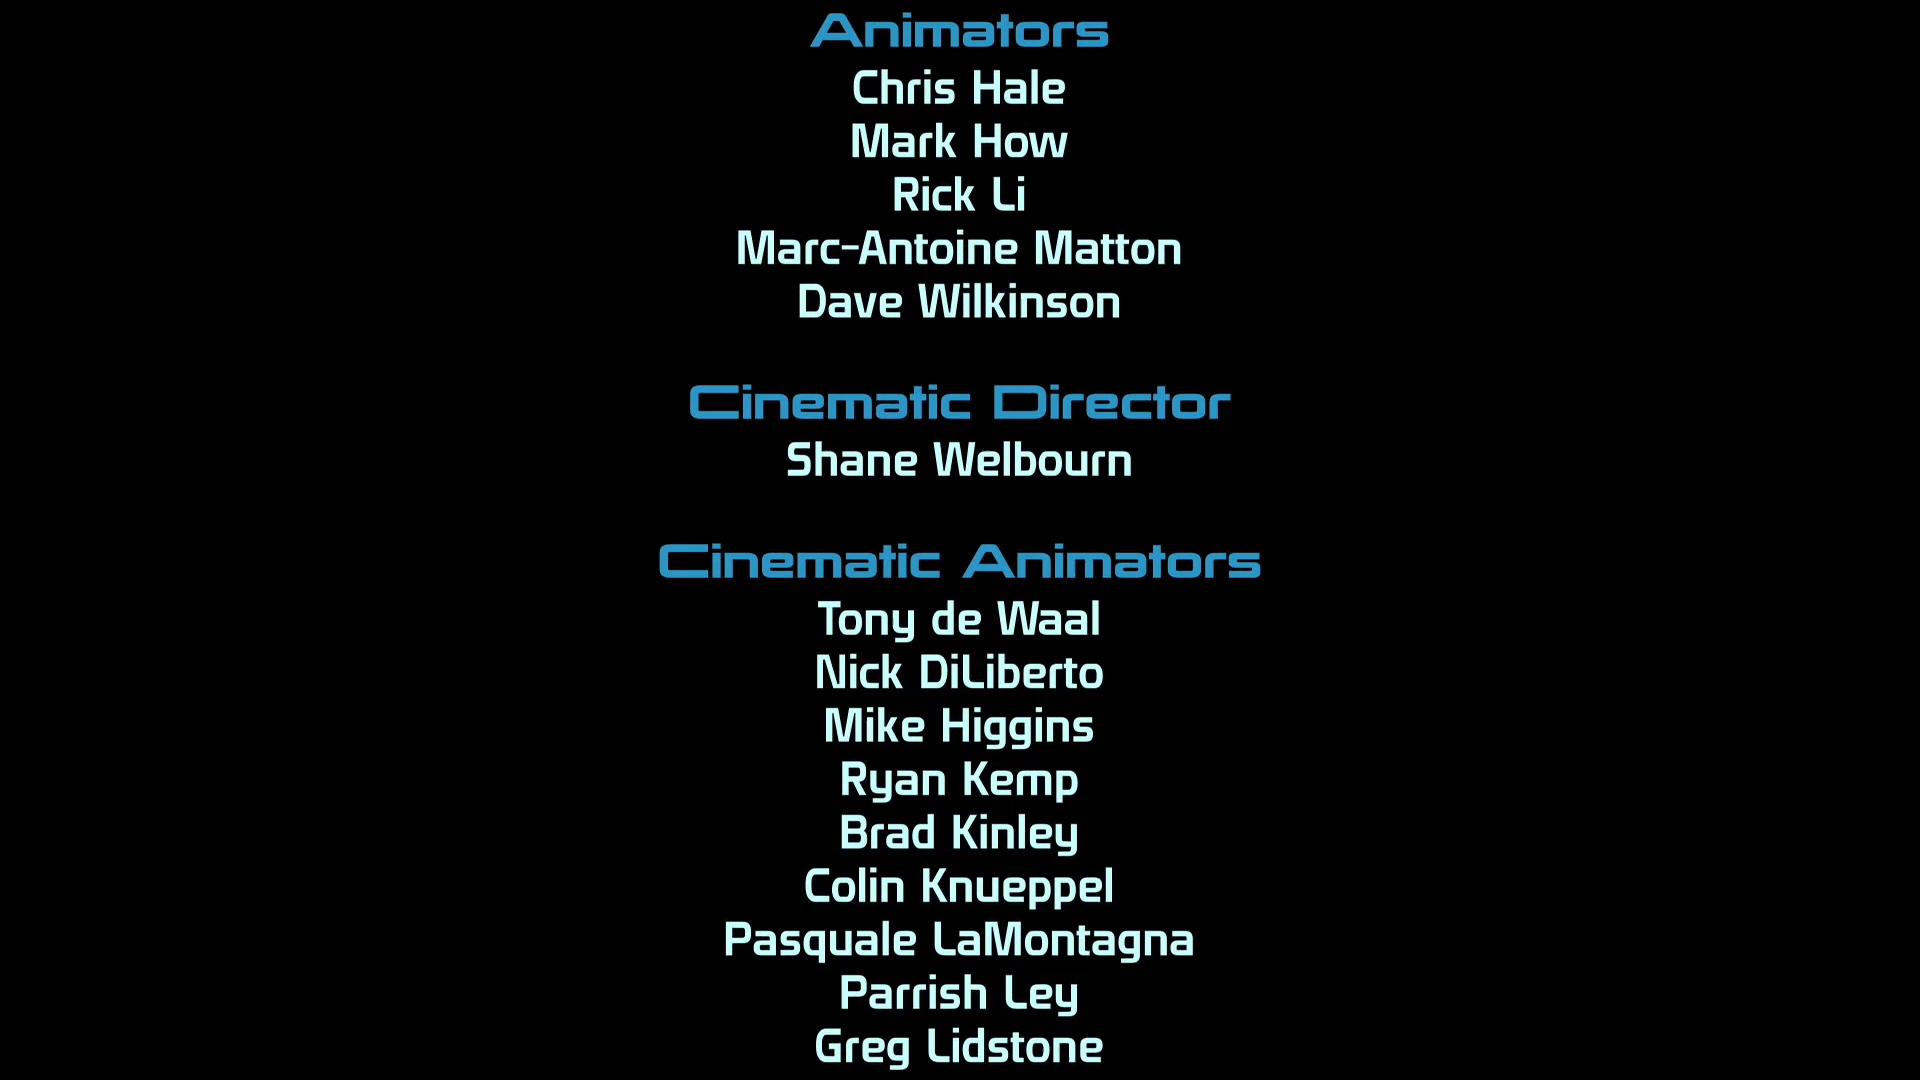 Animators
Chris Hale
Mark How
Rick Li
Marc-Antoine Matton
Dave Wilkinson
Cinematic Director
Shane Welbourn
Cinematic Animators
Tony de Waal
Nick DiLiberto
Mike Higgins
Ryan Kemp
Brad Kinley
Colin Knueppel
Pasquale LaMontagna
Parrish Ley
Greg Lidstone